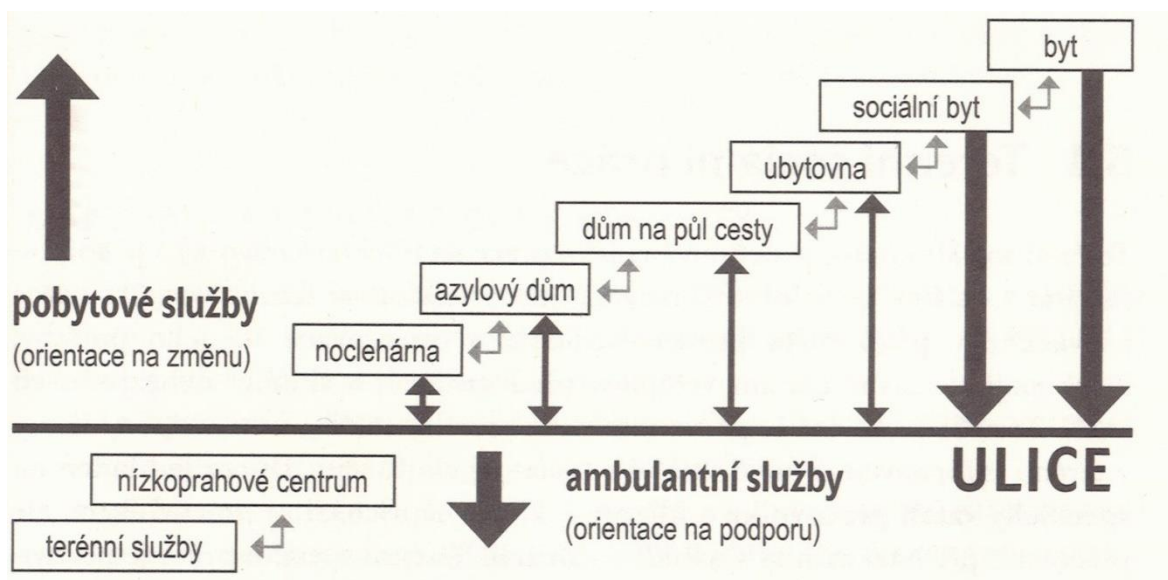 byt
sociální byt
ubytovna
dům na půl cesty
azylový dům
pobytové služby
(orientace na změnu)
noclehárna
ULICE
nízkoprahové centrum
ambulantní služby
(orientace na podporu)
terénní služby